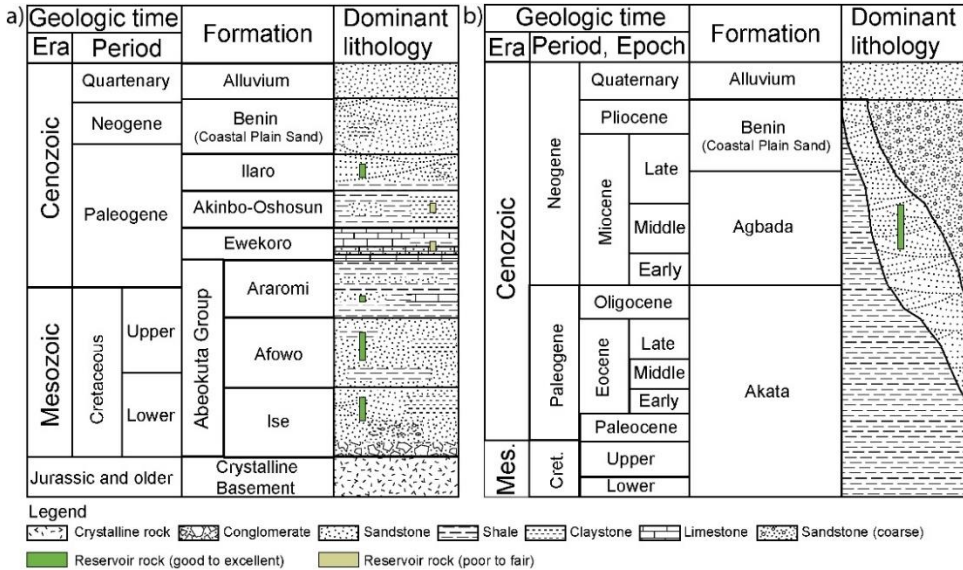 a)
Geologic time
Era
Period
Formation
Dominant
lithology
Cenozoic
Quartenary
Alluvium
Neogene
Benin
(Coastal Plain Sand)
Paleogene
Ilaro
Akinbo-Oshosun
Ewekoro
Mesozoic
Cretaceous
Upper
Lower
Abeokuta Group
Araromi
Afowo
Ise
Jurassic and older
Crystalline
Basement
b)
Geologic time
Era
Period, Epoch
Formation
Dominant
lithology
Cenozoic
Neogene
Quaternary
Alluvium
Pliocene
Benin
(Coastal Plain Sand)
Miocene
Late
Middle
Early
Agbada
Paleogene
Oligocene
Eocene
Late
Middle
Early
Paleocene
Akata
Mes.
Cret.
Upper
Lower
Legend
Crystalline rock
Conglomerate
Sandstone
Shale
Claystone
Limestone
Sandstone (coarse)
Reservoir rock (good to excellent)
Reservoir rock (poor to fair)